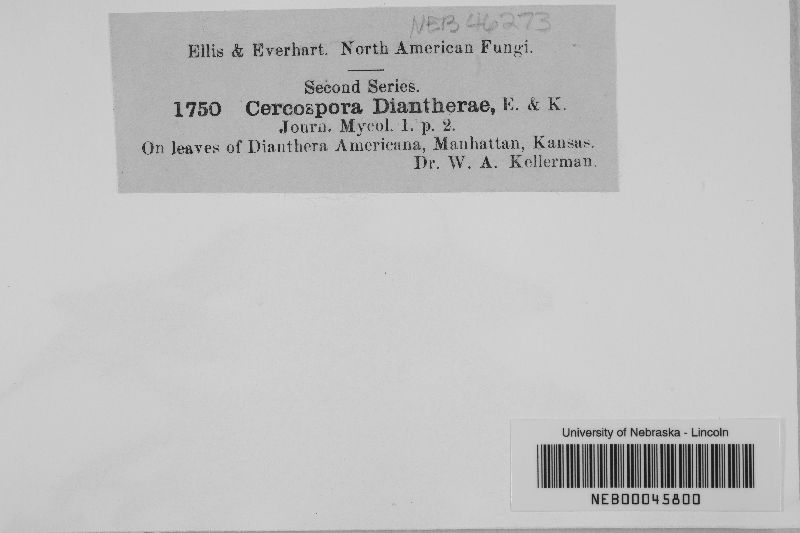 NEB 46273
Ellis & Everhart. North American Fungi.
Second Series.
1750 Cercospora Diantherae, E. & K.
Journ. Mycol. 1. p. 2.
On leaves of Dianthera Americana, Manhattan, Kansas.
Dr. W. A. Kellerman.
University of Nebraska - Lincoln
NEB00045800